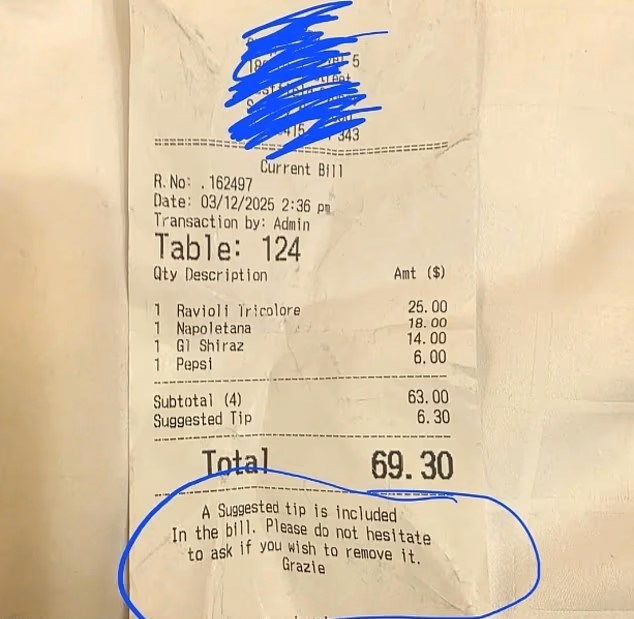 5
415 343
Current Bill
R. No: . 162497
Date: 03/12/2025 2:36 pm
Transaction by: Admin
Table: 124
Qty Description Amt ($)
1 Ravioli Tricolore 25.00
1 Napoletana 18.00
1 Gl Shiraz 14.00
1 Pepsi 6.00
Subtotal (4) 63.00
Suggested Tip 6.30
Total 69.30
A Suggested tip is included
In the bill. Please do not hesitate
to ask if you wish to remove it.
Grazie